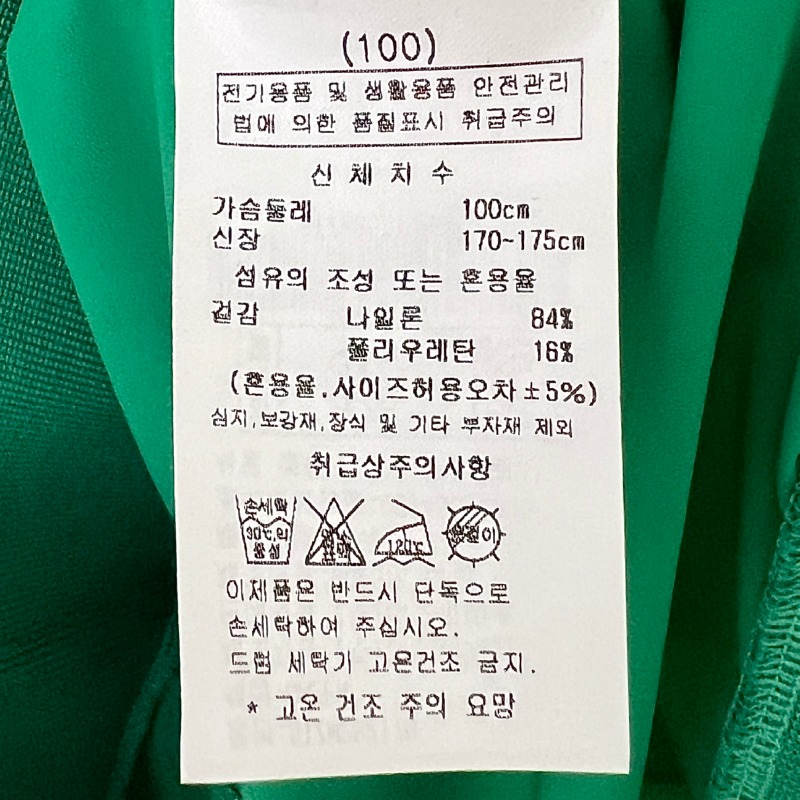 (100)
전기용품 및 생활용품 안전관리
법에 의한 품질표시 취급주의
신체치수
가슴둘레 100cm
신장 170~175cm
섬유의 조성 또는 혼용율
겉감 나일론 84%
폴리우레탄 16%
(혼용율.사이즈허용오차±5%)
심지,보강재,장식 및 기타 부자재 제외
취급상주의사항
손세탁
30℃,의
중성
120℃
옷걸이
이제품은 반드시 단독으로
손세탁하여 주십시오.
드럼 세탁기 고온건조 금지.
* 고온 건조 주의 요망